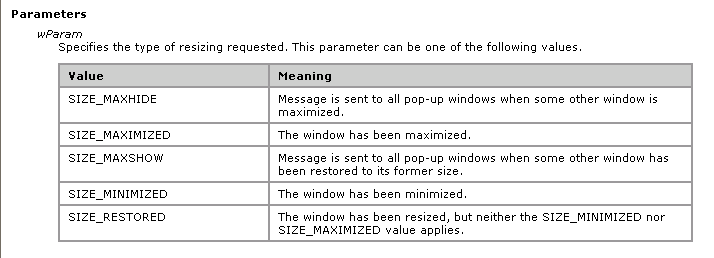 Parameters
wParam
Specifies the type of resizing requested. This parameter can be one of the following values.
Value Meaning
SIZE_MAXHIDE Message is sent to all pop-up windows when some other window is
maximized.
SIZE_MAXIMIZED The window has been maximized.
SIZE_MAXSHOW Message is sent to all pop-up windows when some other window has
been restored to its former size.
SIZE_MINIMIZED The window has been minimized.
SIZE_RESTORED The window has been resized, but neither the SIZE_MINIMIZED nor
SIZE_MAXIMIZED value applies.